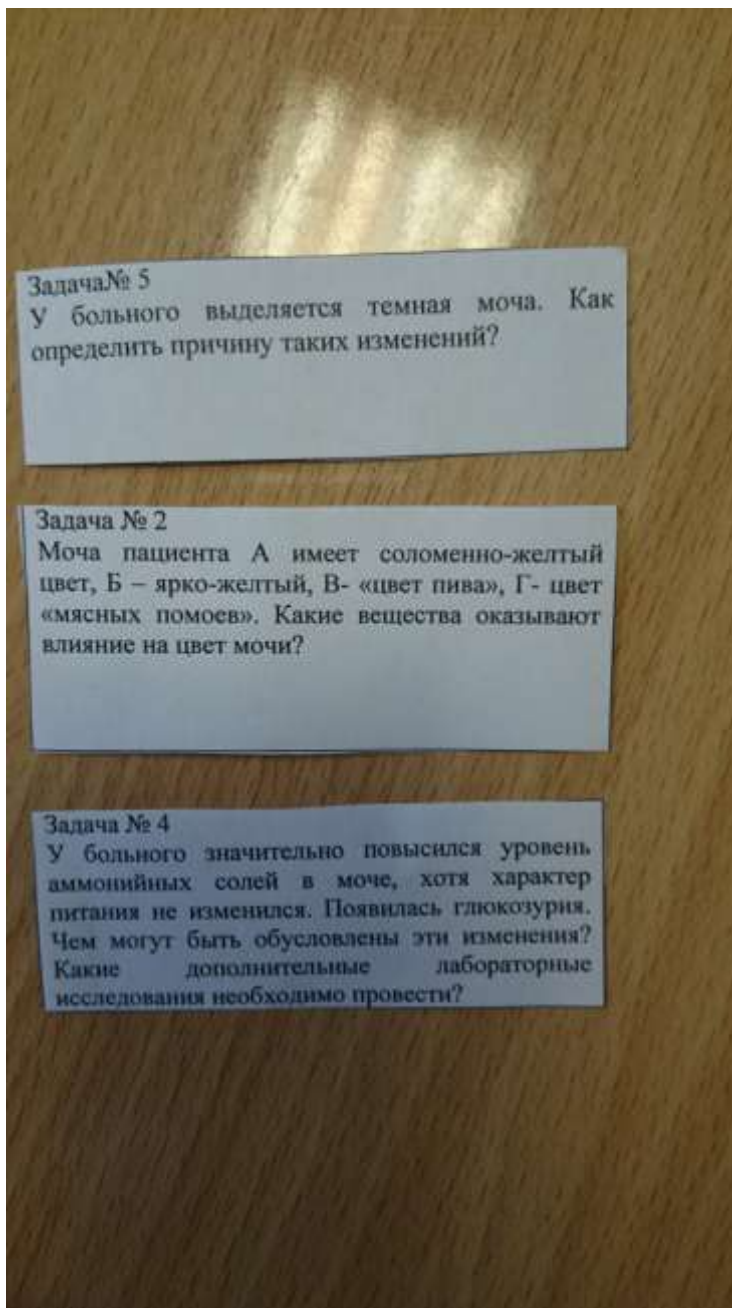 Задача№ 5
У больного выделяется темная моча. Как
определить причину таких изменений?
Задача № 2
Моча пациента А имеет соломенно-желтый
цвет, Б – ярко-желтый, В- «цвет пива», Г- цвет
«мясных помоев». Какие вещества оказывают
влияние на цвет мочи?
Задача № 4
У больного значительно повысился уровень
аммонийных солей в моче, хотя характер
питания не изменился. Появилась глюкозурия.
Чем могут быть обусловлены эти изменения?
Какие дополнительные лабораторные
исследования необходимо провести?